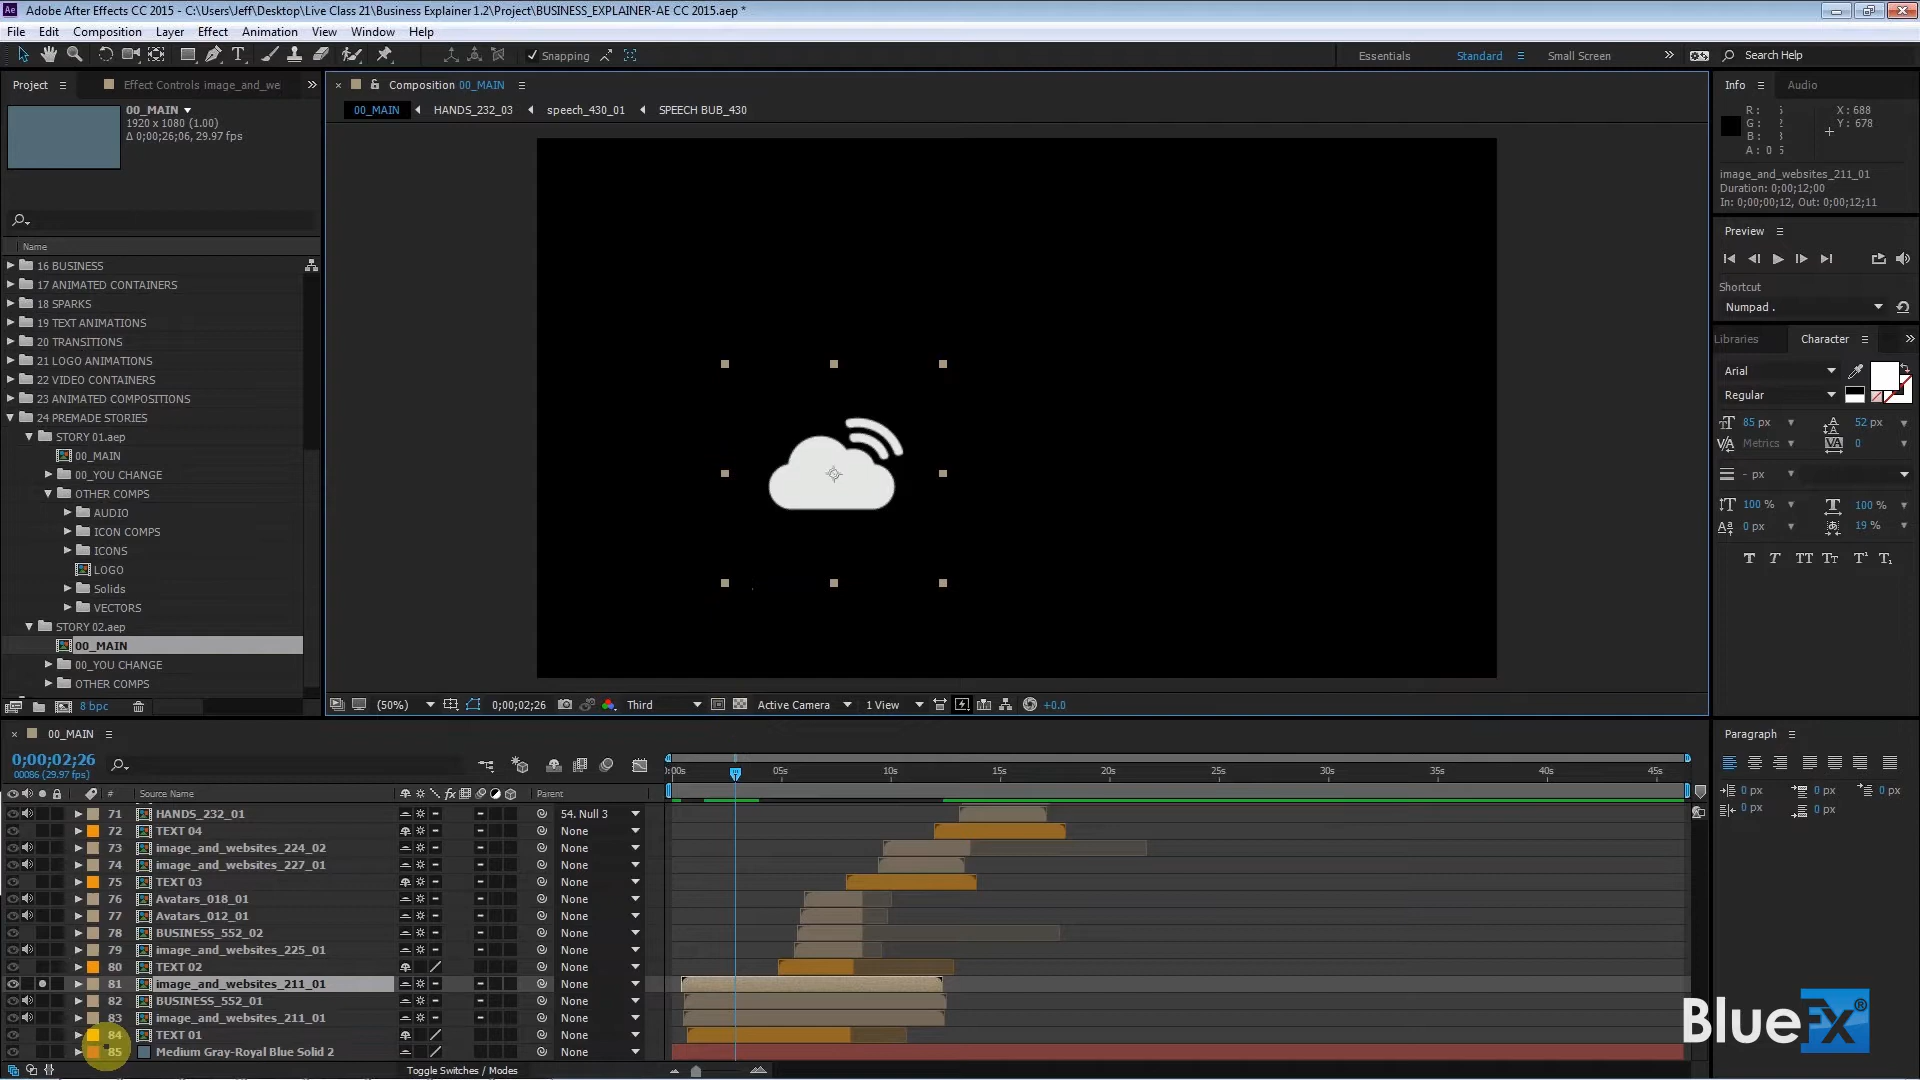 Adobe After Effects CC 2015 - C:\Users\Jeff\Desktop\Live Class 21\Business Explainer 1.2\Project\BUSINESS_EXPLAINER-AE CC 2015.aep *
File Edit Composition Layer Effect Animation View Window Help
Snapping Essentials Standard Small Screen Search Help
Project Effect Controls image_and_we
Composition 00_MAIN
Info Audio
00_MAIN
1920 x 1080 (1.00)
Δ 0;00;26;06, 29.97 fps
00_MAIN HANDS_232_03 speech_430_01 SPEECH BUB_430
R:
G:
B:
A: 0
X: 688
Y: 678
image_and_websites_211_01
Duration: 0;00;12;00
In: 0;00;00;12, Out: 0;00;12;11
Preview
Shortcut
Numpad .
Name
16 BUSINESS
17 ANIMATED CONTAINERS
18 SPARKS
19 TEXT ANIMATIONS
20 TRANSITIONS
21 LOGO ANIMATIONS
22 VIDEO CONTAINERS
23 ANIMATED COMPOSITIONS
24 PREMADE STORIES
STORY 01.aep
00_MAIN
00_YOU CHANGE
OTHER COMPS
AUDIO
ICON COMPS
ICONS
LOGO
Solids
VECTORS
STORY 02.aep
00_MAIN
00_YOU CHANGE
OTHER COMPS
8 bpc
Libraries Character
Arial
Regular
85 px 52 px
Metrics 0
- px
100 % 100 %
0 px 19 %
T T TT Tт T¹ T₁
(50%) 0;00;02;26 Third Active Camera 1 View +0.0
00_MAIN
0;00;02;26
00086 (29.97 fps)
0:00s 05s 10s 15s 20s 25s 30s 35s 40s 45s
# Source Name Parent
71 HANDS_232_01 54. Null 3
72 TEXT 04 None
73 image_and_websites_224_02 None
74 image_and_websites_227_01 None
75 TEXT 03 None
76 Avatars_018_01 None
77 Avatars_012_01 None
78 BUSINESS_552_02 None
79 image_and_websites_225_01 None
80 TEXT 02 None
81 image_and_websites_211_01 None
82 BUSINESS_552_01 None
83 image_and_websites_211_01 None
84 TEXT 01 None
85 Medium Gray-Royal Blue Solid 2 None
Toggle Switches / Modes
Paragraph
0 px 0 px 0 px
0 px 0 px
BlueFX®